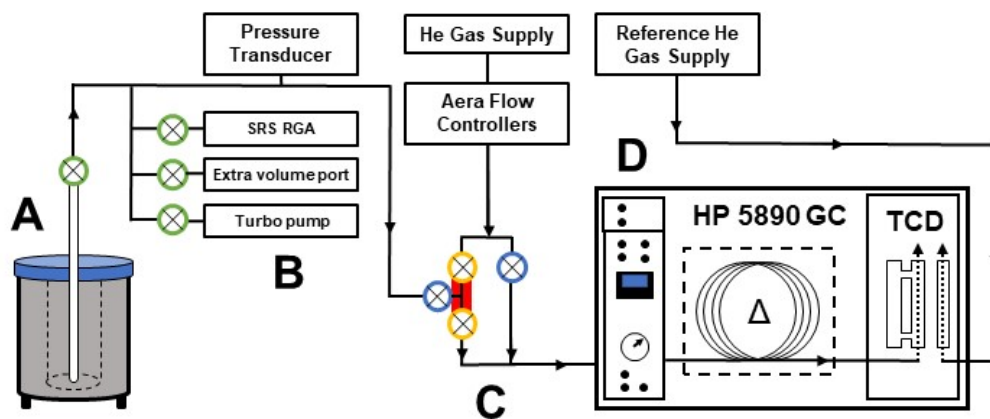 Pressure
Transducer
He Gas Supply
Reference He
Gas Supply
Aera Flow
Controllers
SRS RGA
Extra volume port
Turbo pump
A
B
C
D
HP 5890 GC
TCD
Δ